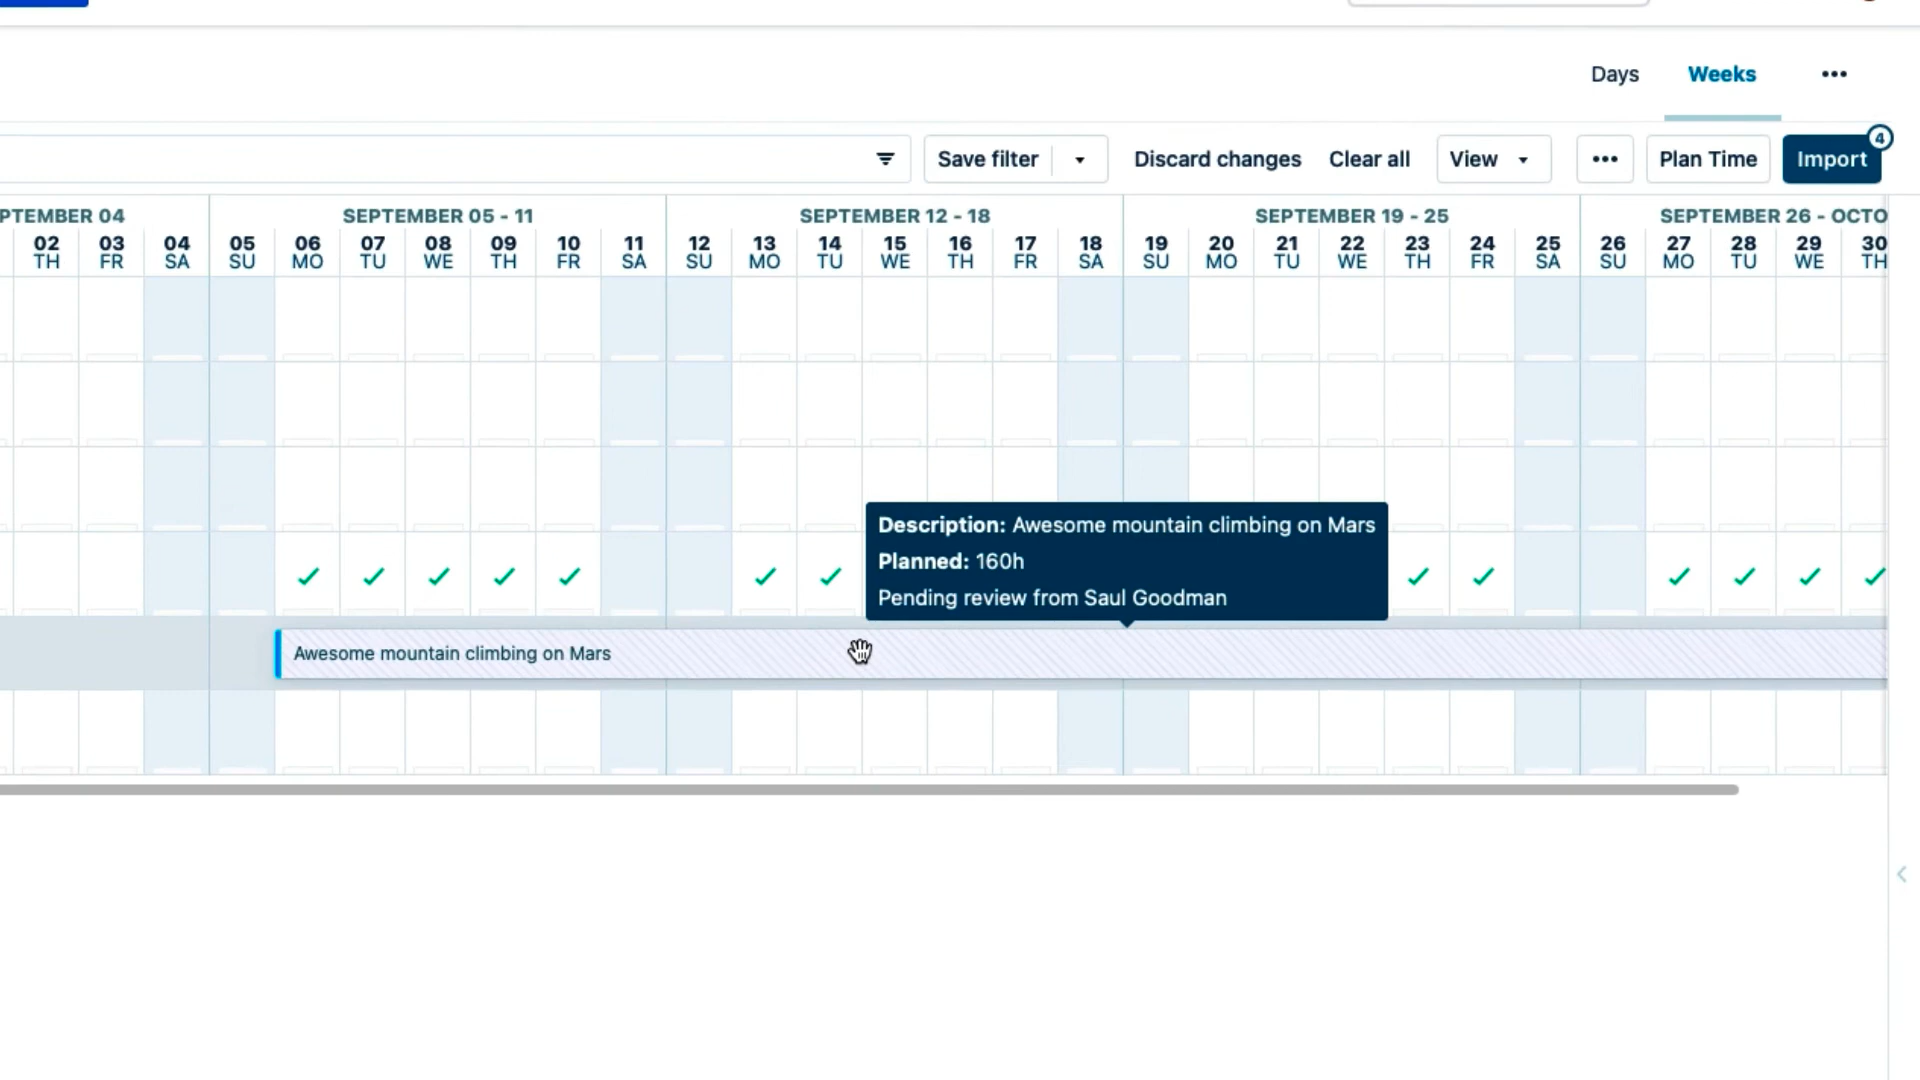 Days Weeks
Save filter Discard changes Clear all View Plan Time Import 4
PTEMBER 04 SEPTEMBER 05 - 11 SEPTEMBER 12 - 18 SEPTEMBER 19 - 25 SEPTEMBER 26 - OCTO
02 03 04 05 06 07 08 09 10 11 12 13 14 15 16 17 18 19 20 21 22 23 24 25 26 27 28 29 30
TH FR SA SU MO TU WE TH FR SA SU MO TU WE TH FR SA SU MO TU WE TH FR SA SU MO TU WE TH
Description: Awesome mountain climbing on Mars
Planned: 160h
Pending review from Saul Goodman
Awesome mountain climbing on Mars